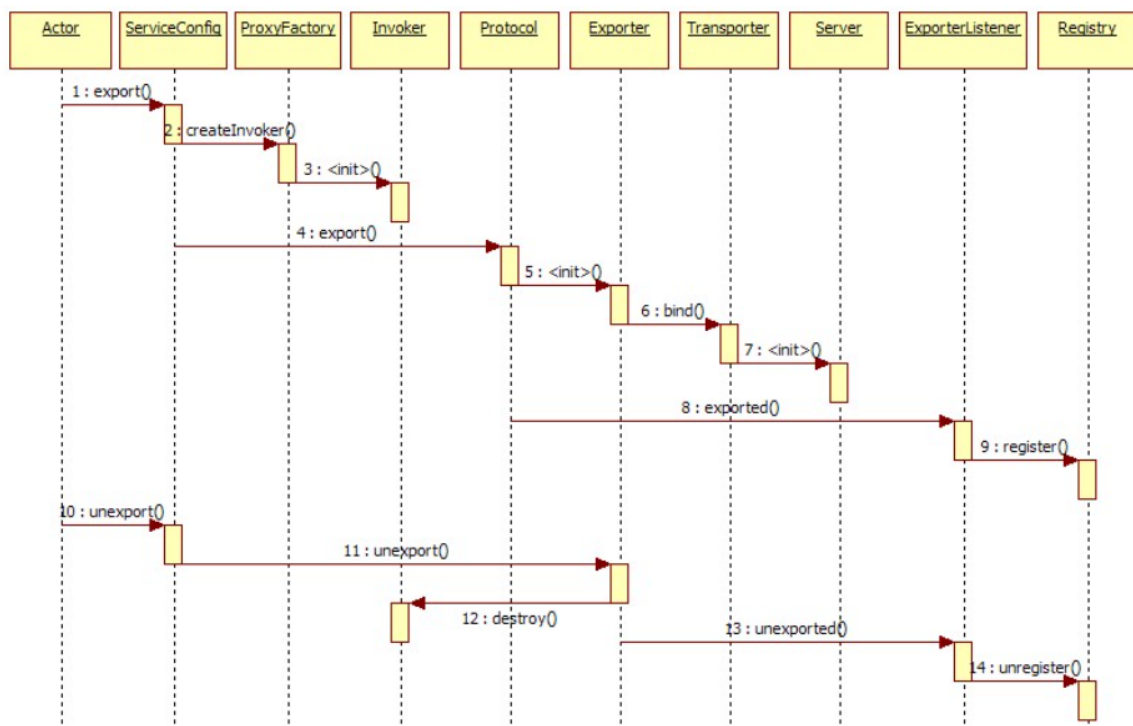 Actor
ServiceConfig
ProxyFactory
Invoker
Protocol
Exporter
Transporter
Server
ExporterListener
Registry
1 : export()
2 : createInvoker()
3 : <init>()
4 : export()
5 : <init>()
6 : bind()
7 : <init>()
8 : exported()
9 : register()
10 : unexport()
11 : unexport()
12 : destroy()
13 : unexported()
14 : unregister()